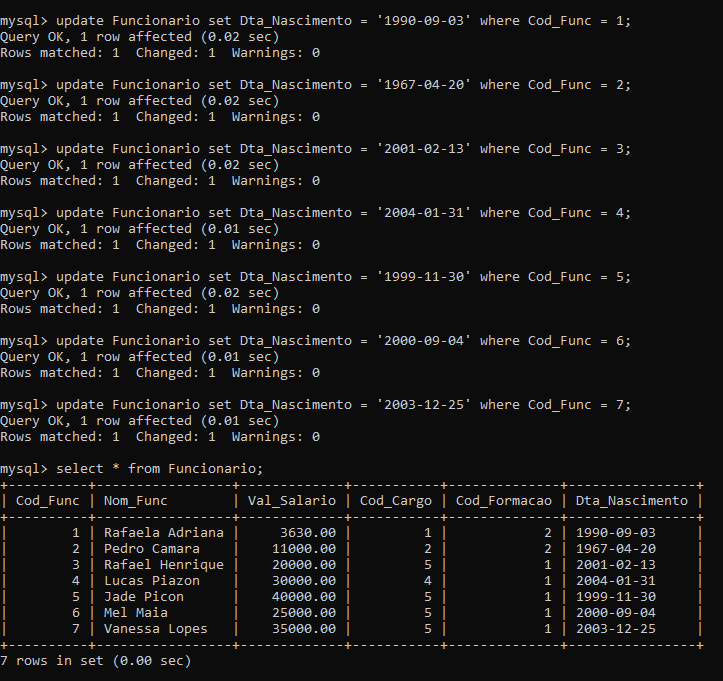 mysql> update Funcionario set Dta_Nascimento = '1990-09-03' where Cod_Func = 1;
Query OK, 1 row affected (0.02 sec)
Rows matched: 1  Changed: 1  Warnings: 0

mysql> update Funcionario set Dta_Nascimento = '1967-04-20' where Cod_Func = 2;
Query OK, 1 row affected (0.02 sec)
Rows matched: 1  Changed: 1  Warnings: 0

mysql> update Funcionario set Dta_Nascimento = '2001-02-13' where Cod_Func = 3;
Query OK, 1 row affected (0.02 sec)
Rows matched: 1  Changed: 1  Warnings: 0

mysql> update Funcionario set Dta_Nascimento = '2004-01-31' where Cod_Func = 4;
Query OK, 1 row affected (0.01 sec)
Rows matched: 1  Changed: 1  Warnings: 0

mysql> update Funcionario set Dta_Nascimento = '1999-11-30' where Cod_Func = 5;
Query OK, 1 row affected (0.02 sec)
Rows matched: 1  Changed: 1  Warnings: 0

mysql> update Funcionario set Dta_Nascimento = '2000-09-04' where Cod_Func = 6;
Query OK, 1 row affected (0.01 sec)
Rows matched: 1  Changed: 1  Warnings: 0

mysql> update Funcionario set Dta_Nascimento = '2003-12-25' where Cod_Func = 7;
Query OK, 1 row affected (0.01 sec)
Rows matched: 1  Changed: 1  Warnings: 0

mysql> select * from Funcionario;
+----------+-----------------+-------------+-----------+--------------+----------------+
| Cod_Func | Nom_Func        | Val_Salario | Cod_Cargo | Cod_Formacao | Dta_Nascimento |
+----------+-----------------+-------------+-----------+--------------+----------------+
|        1 | Rafaela Adriana |     3630.00 |         1 |            2 | 1990-09-03     |
|        2 | Pedro Camara    |    11000.00 |         2 |            2 | 1967-04-20     |
|        3 | Rafael Henrique |    20000.00 |         5 |            1 | 2001-02-13     |
|        4 | Lucas Piazon    |    30000.00 |         4 |            1 | 2004-01-31     |
|        5 | Jade Picon      |    40000.00 |         5 |            1 | 1999-11-30     |
|        6 | Mel Maia        |    25000.00 |         5 |            1 | 2000-09-04     |
|        7 | Vanessa Lopes   |    35000.00 |         5 |            1 | 2003-12-25     |
+----------+-----------------+-------------+-----------+--------------+----------------+
7 rows in set (0.00 sec)